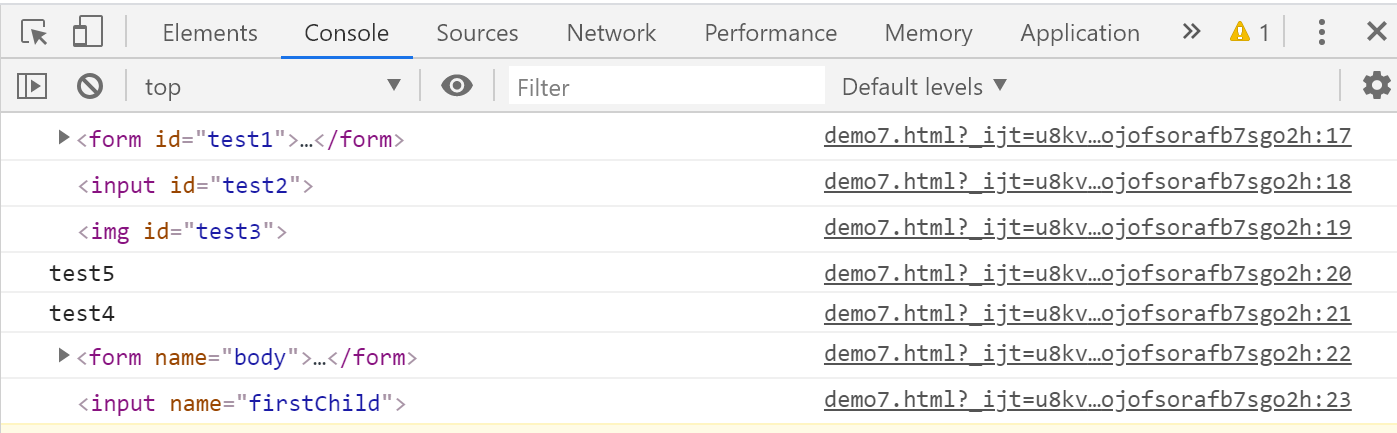 Elements Console Sources Network Performance Memory Application » 1
top Filter Default levels
<form id="test1">…</form> demo7.html?_ijt=u8kv…ojofsorafb7sgo2h:17
<input id="test2"> demo7.html?_ijt=u8kv…ojofsorafb7sgo2h:18
<img id="test3"> demo7.html?_ijt=u8kv…ojofsorafb7sgo2h:19
test5 demo7.html?_ijt=u8kv…ojofsorafb7sgo2h:20
test4 demo7.html?_ijt=u8kv…ojofsorafb7sgo2h:21
<form name="body">…</form> demo7.html?_ijt=u8kv…ojofsorafb7sgo2h:22
<input name="firstChild"> demo7.html?_ijt=u8kv…ojofsorafb7sgo2h:23